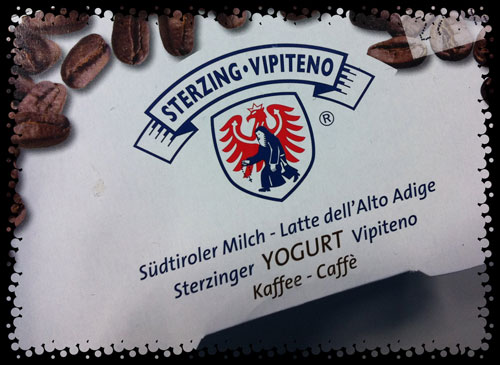 STERZING · VIPITENO
®
Südtiroler Milch - Latte dell'Alto Adige
Sterzinger YOGURT Vipiteno
Kaffee - Caffè